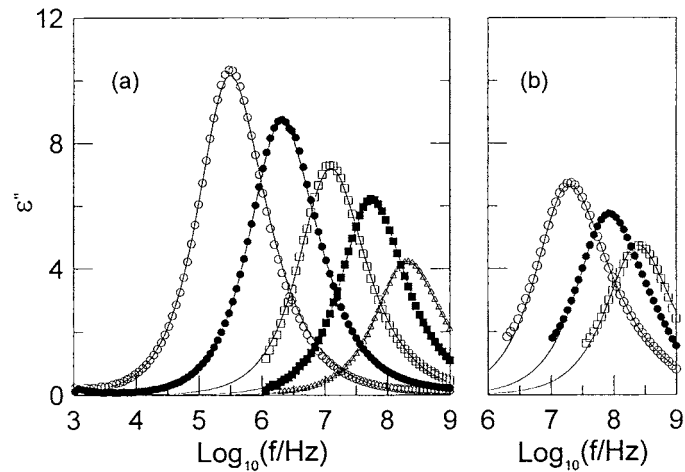 12
8
4
0
ε"
(a)
3 4 5 6 7 8 9
Log₁₀(f/Hz)
(b)
6 7 8 9
Log₁₀(f/Hz)